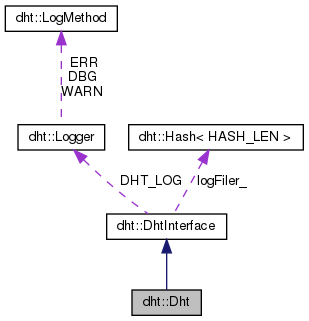 dht::LogMethod
ERR
DBG
WARN
dht::Logger
dht::Hash< HASH_LEN >
DHT_LOG
logFiler_
dht::DhtInterface
dht::Dht